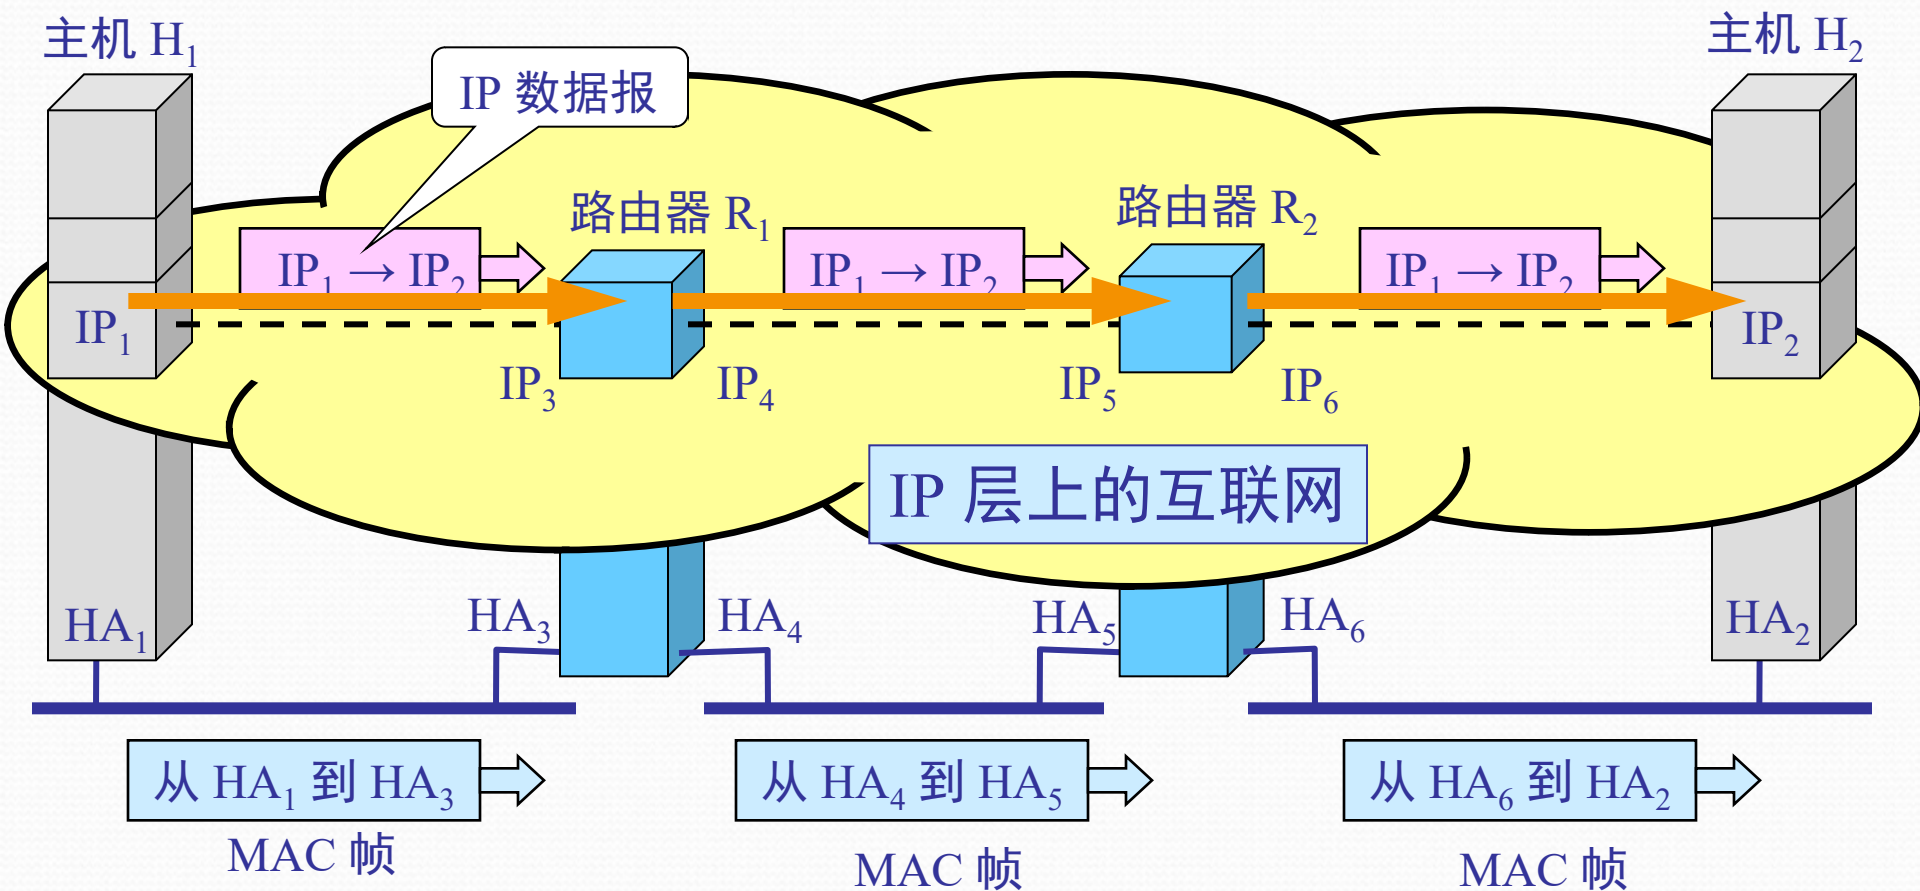 主机 H₁
主机 H₂
IP 数据报
路由器 R₁
路由器 R₂
IP₁ → IP₂
IP₁ → IP₂
IP₁ → IP₂
IP₁
IP₂
IP₃
IP₄
IP₅
IP₆
IP 层上的互联网
HA₁
HA₃
HA₄
HA₅
HA₆
HA₂
从 HA₁ 到 HA₃
从 HA₄ 到 HA₅
从 HA₆ 到 HA₂
MAC 帧
MAC 帧
MAC 帧